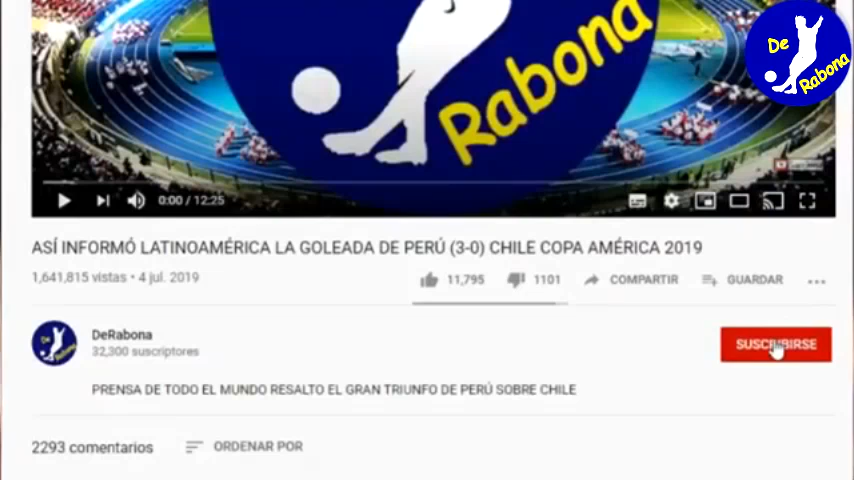 De
Rabona
Rabona
0:00 / 12:25
ASÍ INFORMÓ LATINOAMÉRICA LA GOLEADA DE PERÚ (3-0) CHILE COPA AMÉRICA 2019
1,641,815 vistas • 4 jul. 2019
11,795
1101
COMPARTIR
GUARDAR
DeRabona
32,300 suscriptores
SUSCRIBIRSE
PRENSA DE TODO EL MUNDO RESALTO EL GRAN TRIUNFO DE PERÚ SOBRE CHILE
2293 comentarios
ORDENAR POR